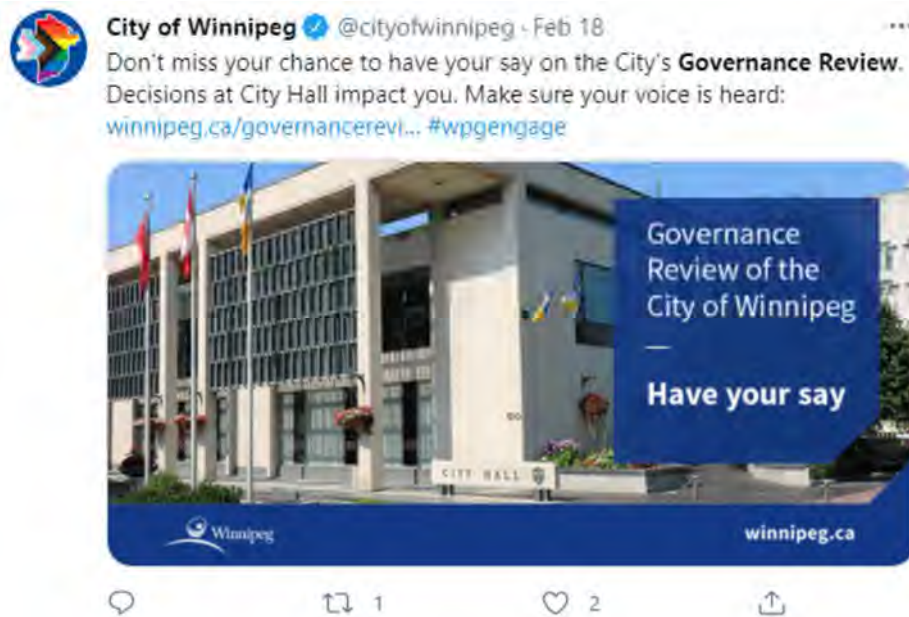 City of Winnipeg @cityofwinnipeg · Feb 18
Don't miss your chance to have your say on the City's Governance Review.
Decisions at City Hall impact you. Make sure your voice is heard:
winnipeg.ca/governancerevi... #wpgengage
Governance
Review of the
City of Winnipeg
Have your say
CITY HALL
Winnipeg
winnipeg.ca
1
2